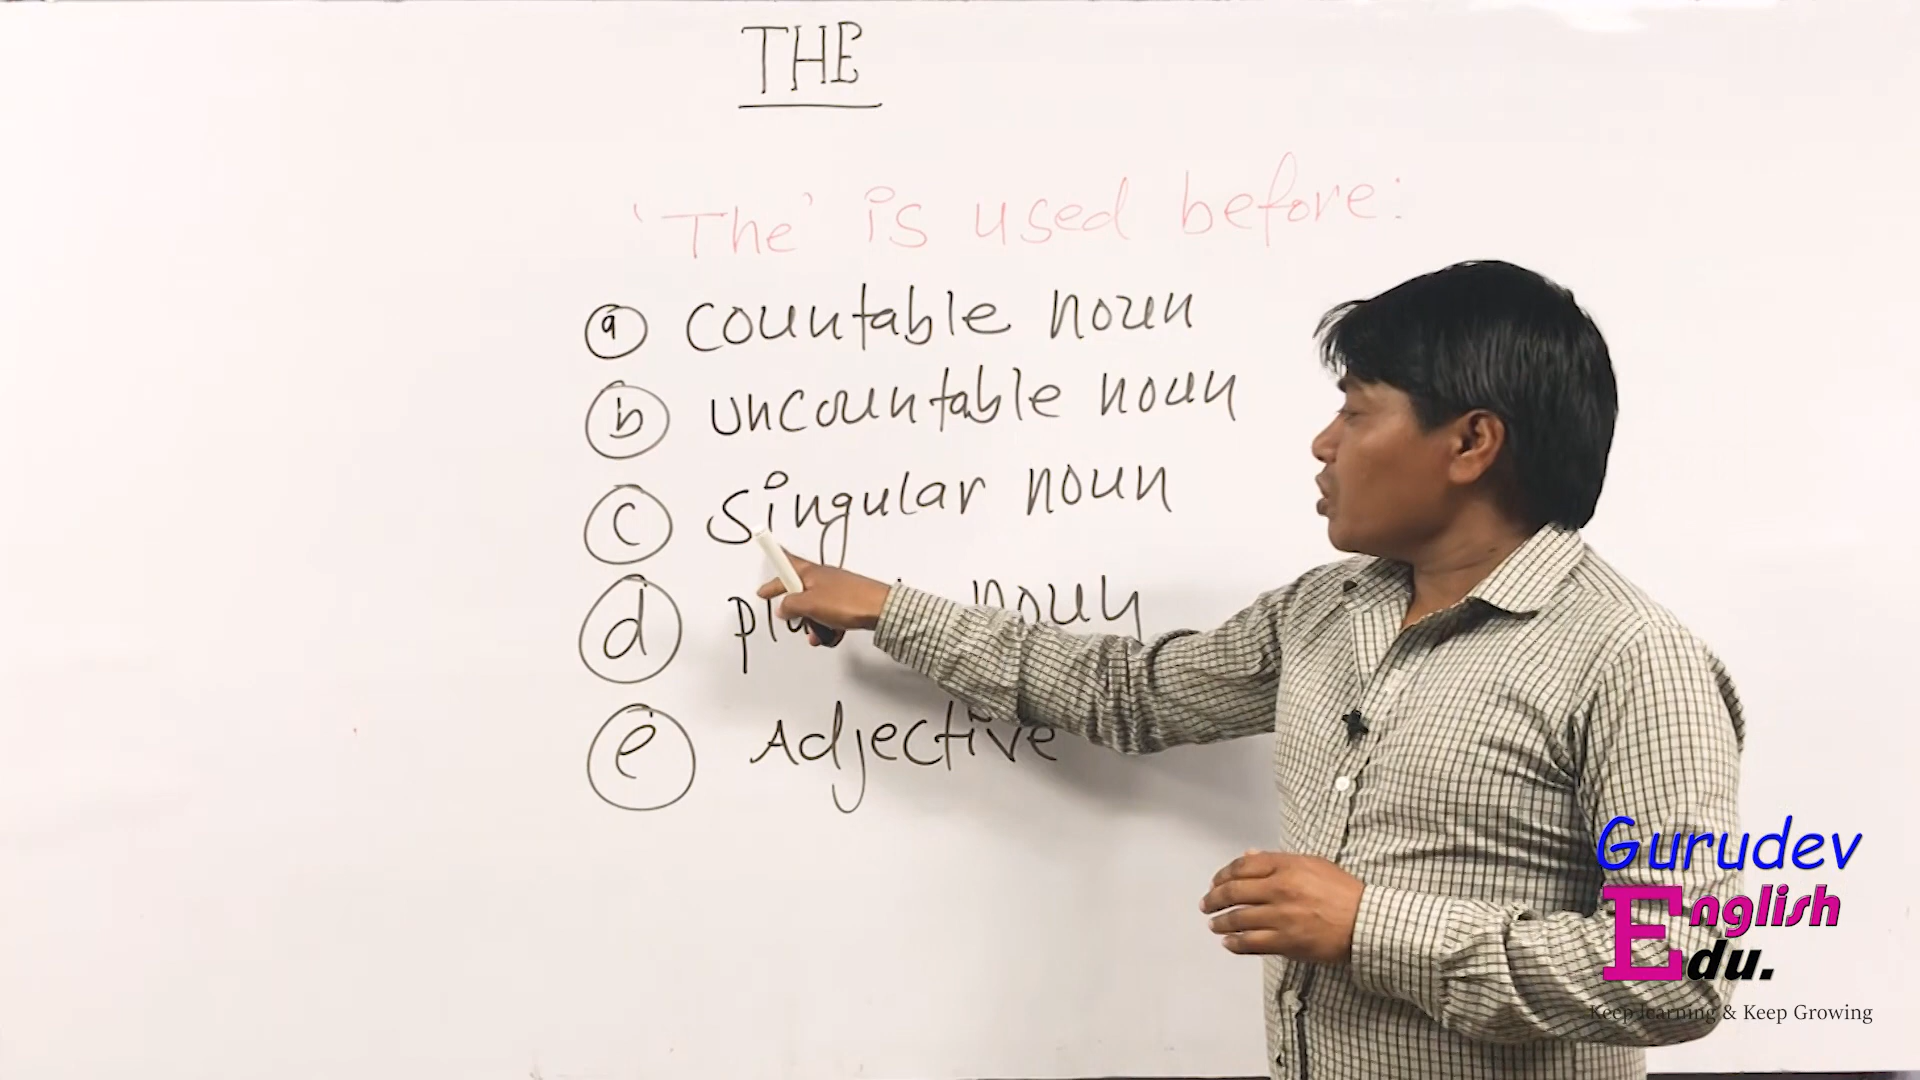 THE
'The' is used before:
a countable noun
b uncountable noun
c singular noun
d noun
e Adjective
Gurudev
English
Edu.
Keep learning & Keep Growing